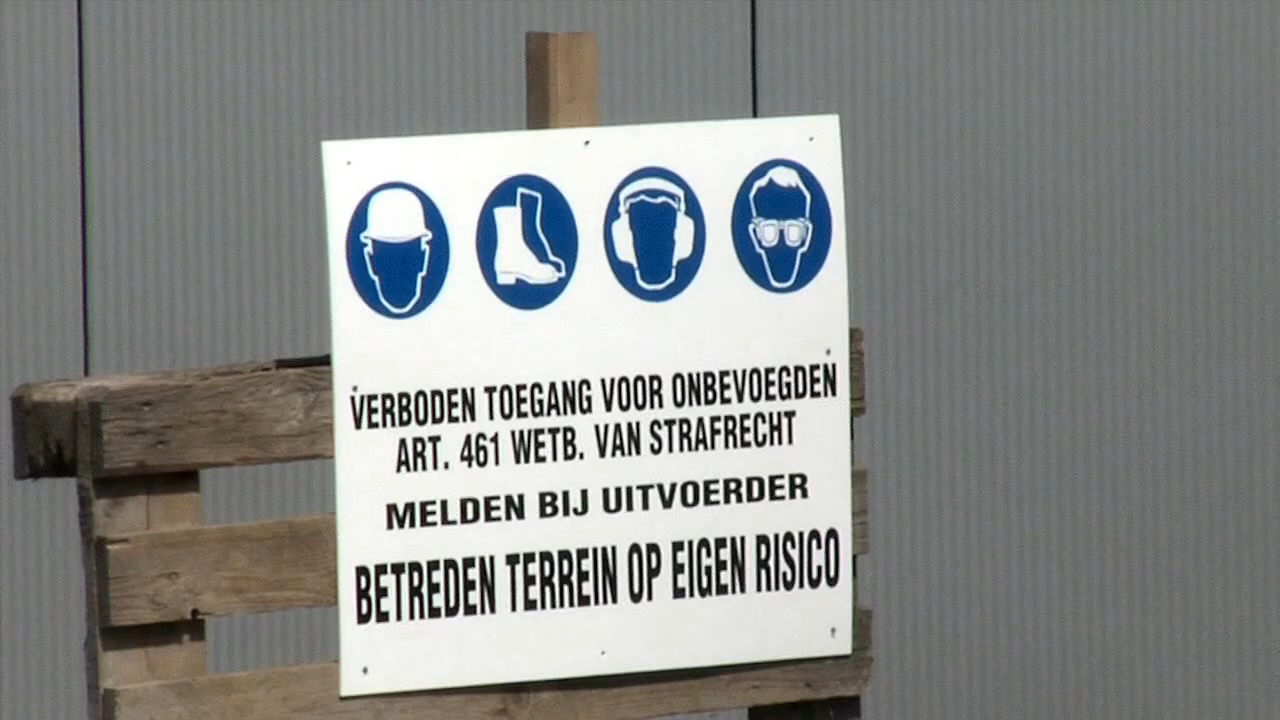 VERBODEN TOEGANG VOOR ONBEVOEGDEN
ART. 461 WETB. VAN STRAFRECHT
MELDEN BIJ UITVOERDER
BETREDEN TERREIN OP EIGEN RISICO